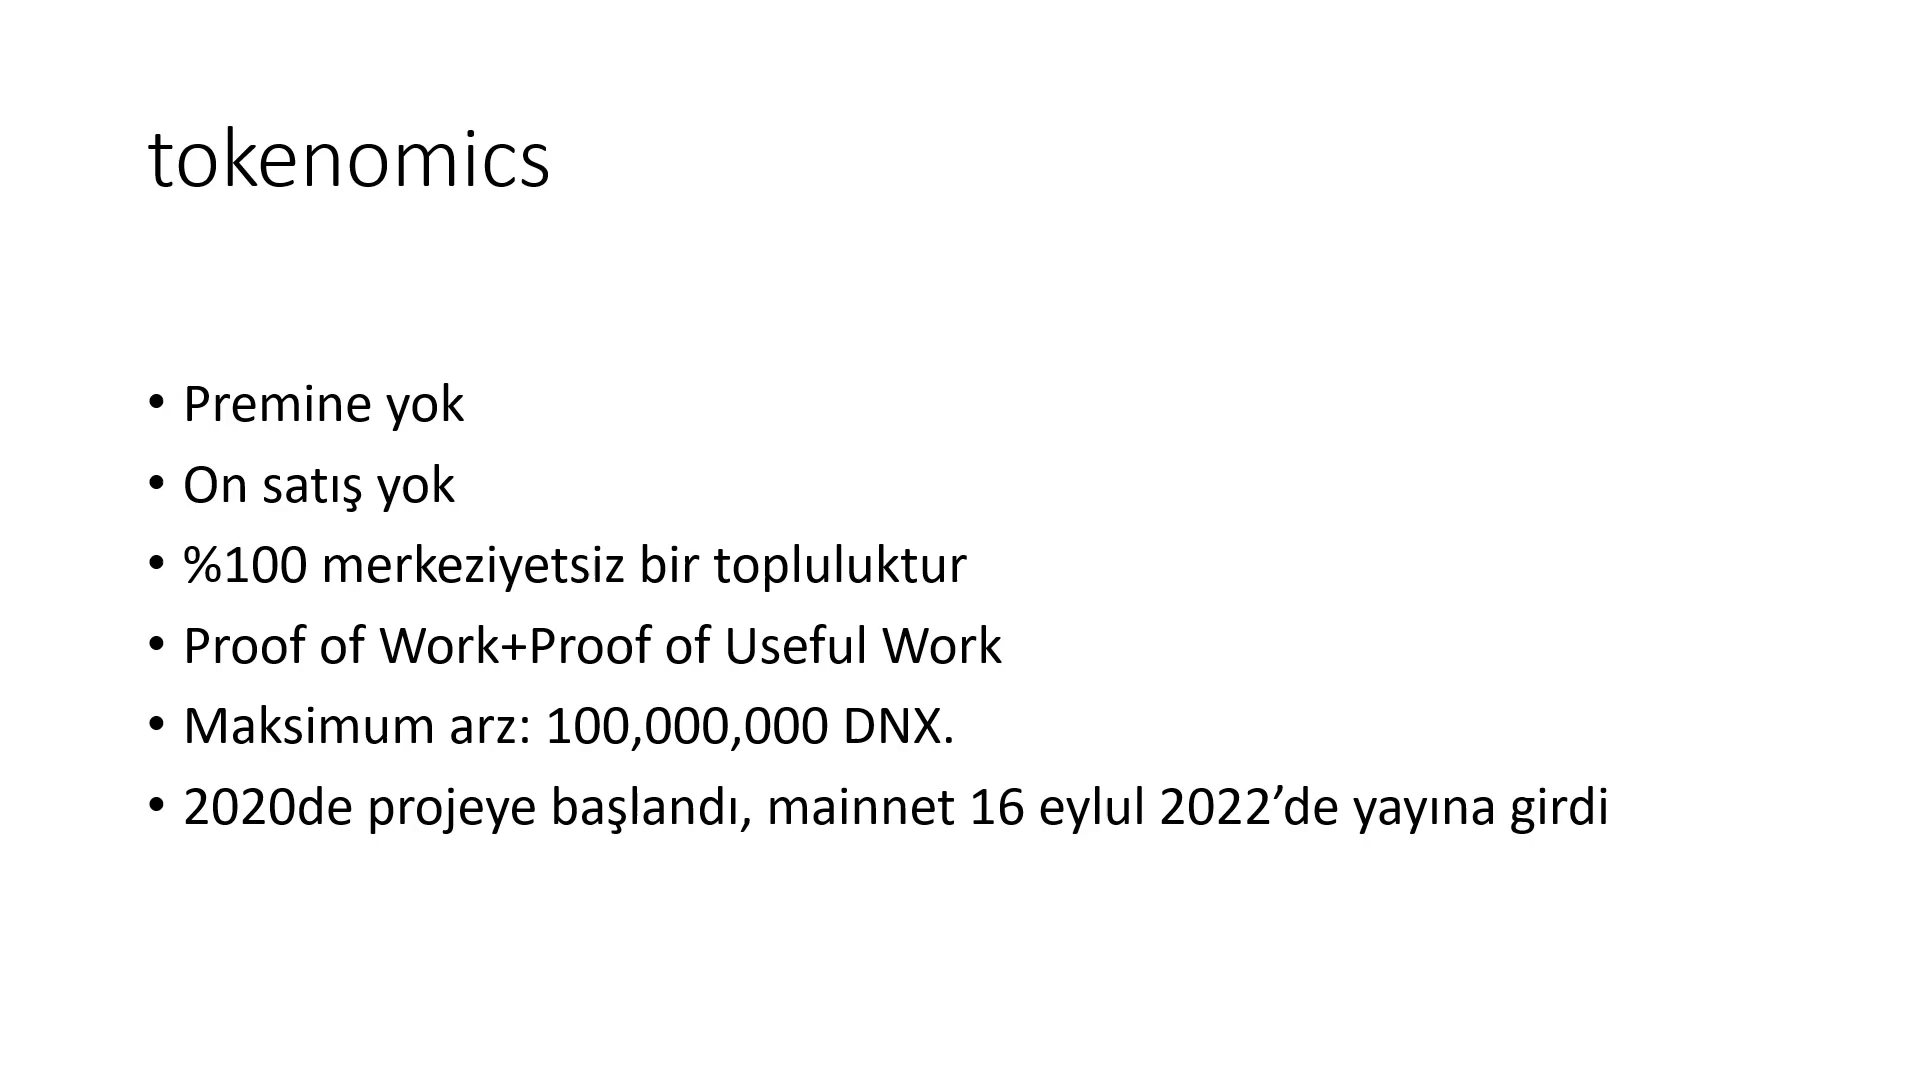 tokenomics
• Premine yok
• On satış yok
• %100 merkeziyetsiz bir topluluktur
• Proof of Work+Proof of Useful Work
• Maksimum arz: 100,000,000 DNX.
• 2020de projeye başlandı, mainnet 16 eylul 2022’de yayına girdi